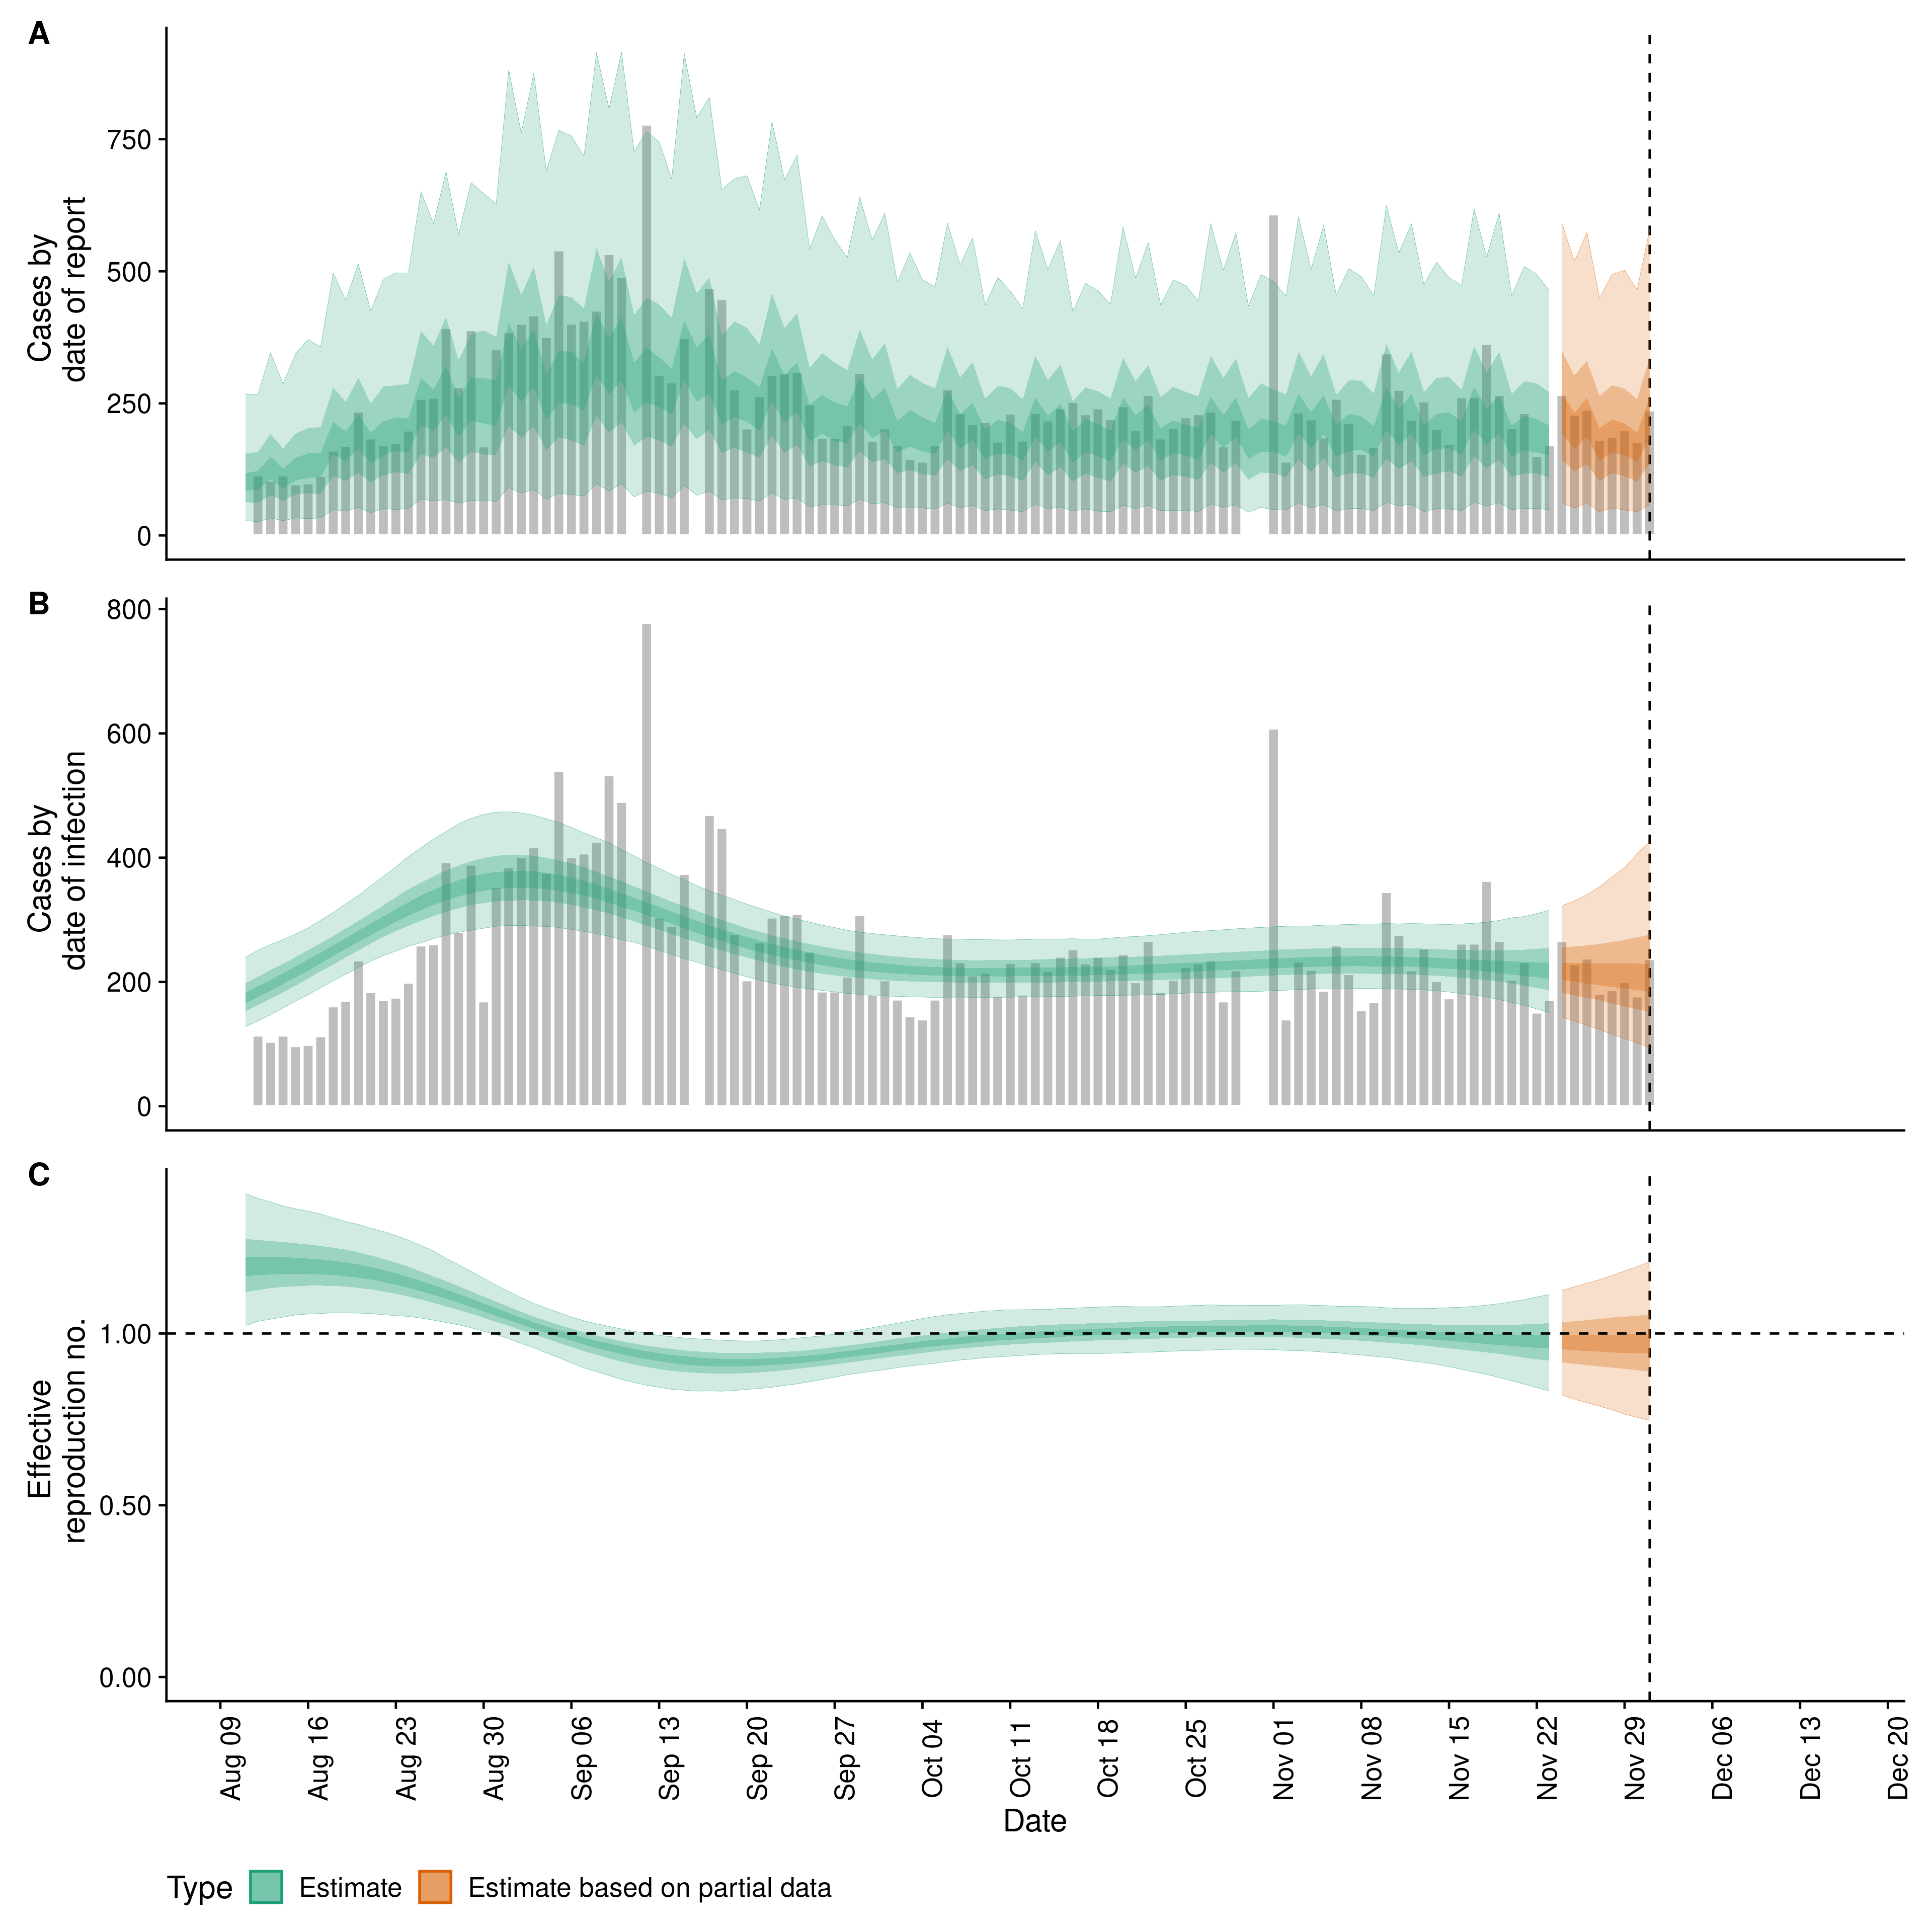 A
Cases by
date of report
750
500
250
0
B
Cases by
date of infection
800
600
400
200
0
C
Effective
reproduction no.
1.00
0.50
0.00
Aug 09
Aug 16
Aug 23
Aug 30
Sep 06
Sep 13
Sep 20
Sep 27
Oct 04
Oct 11
Oct 18
Oct 25
Nov 01
Nov 08
Nov 15
Nov 22
Nov 29
Dec 06
Dec 13
Dec 20
Date
Type Estimate Estimate based on partial data